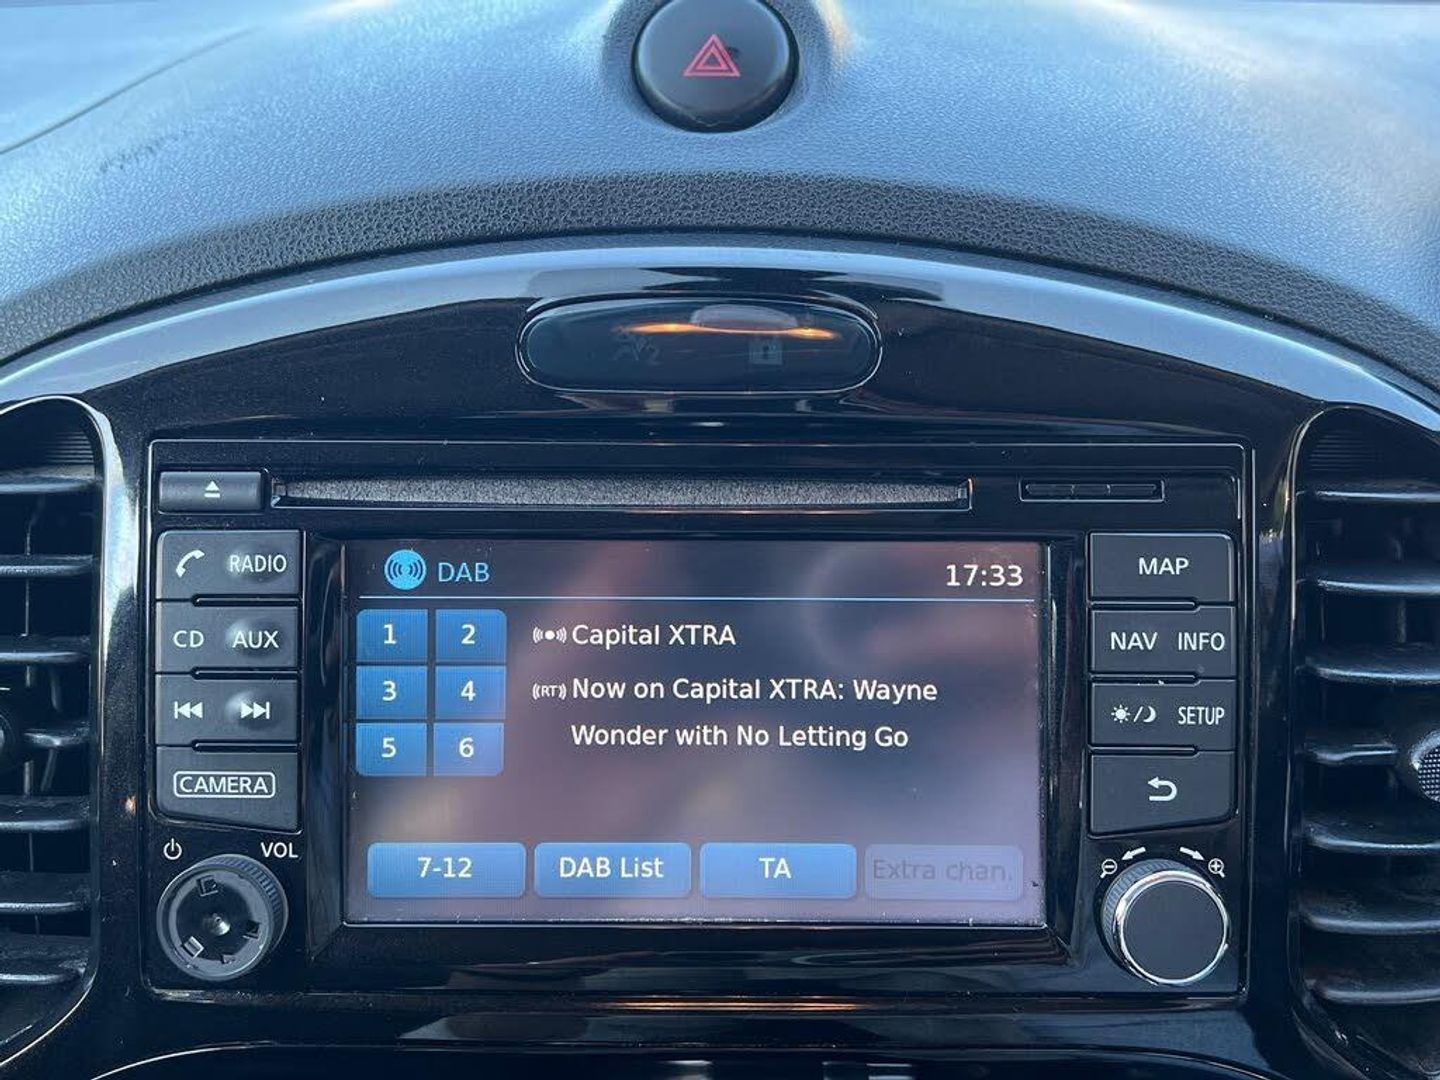 RADIO
CD AUX
CAMERA
VOL
DAB
17:33
1 2
3 4
5 6
Capital XTRA
RT Now on Capital XTRA: Wayne
Wonder with No Letting Go
7-12 DAB List TA Extra chan.
MAP
NAV INFO
SETUP